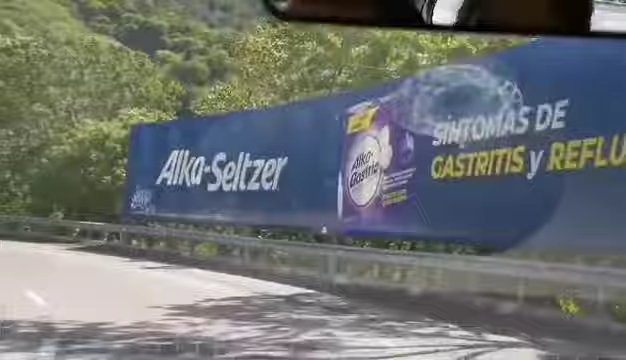 Alka-Seltzer
Alka-
Gastric
SÍNTOMAS DE
GASTRITIS y REFLU